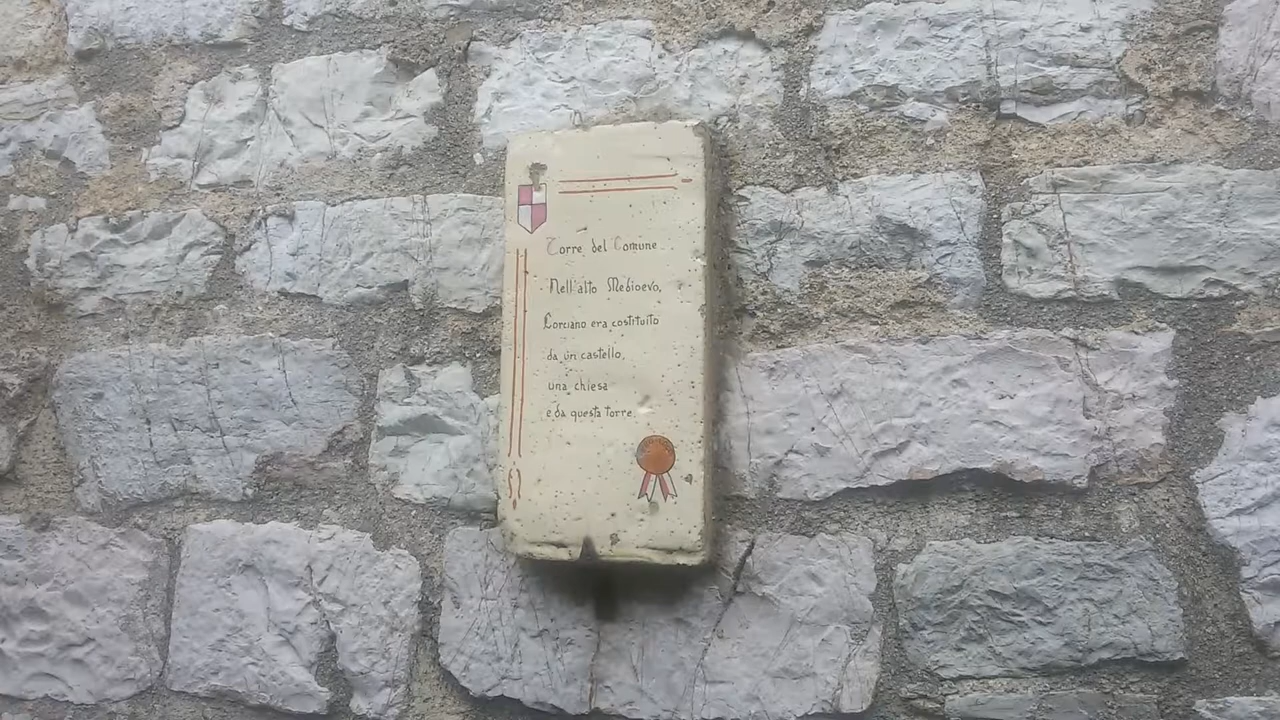 Torre del Comune
Nell'alto Medioevo,
Corciano era costituito
da un castello,
una chiesa
e da questa torre.